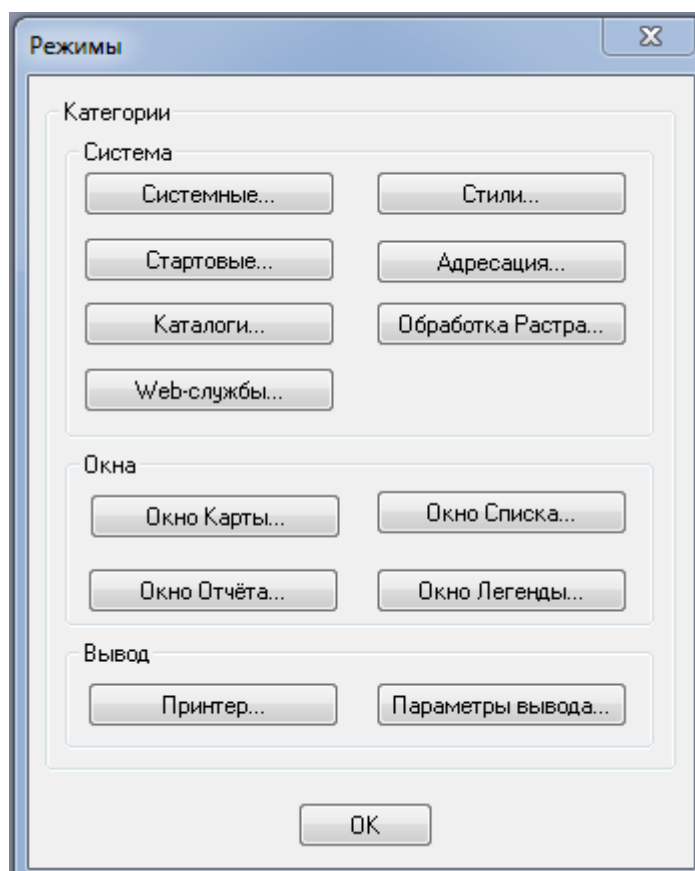 Режимы
Категории
Система
Системные...
Стили...
Стартовые...
Адресация...
Каталоги...
Обработка Растра...
Web-службы...
Окна
Окно Карты...
Окно Списка...
Окно Отчёта...
Окно Легенды...
Вывод
Принтер...
Параметры вывода...
OK